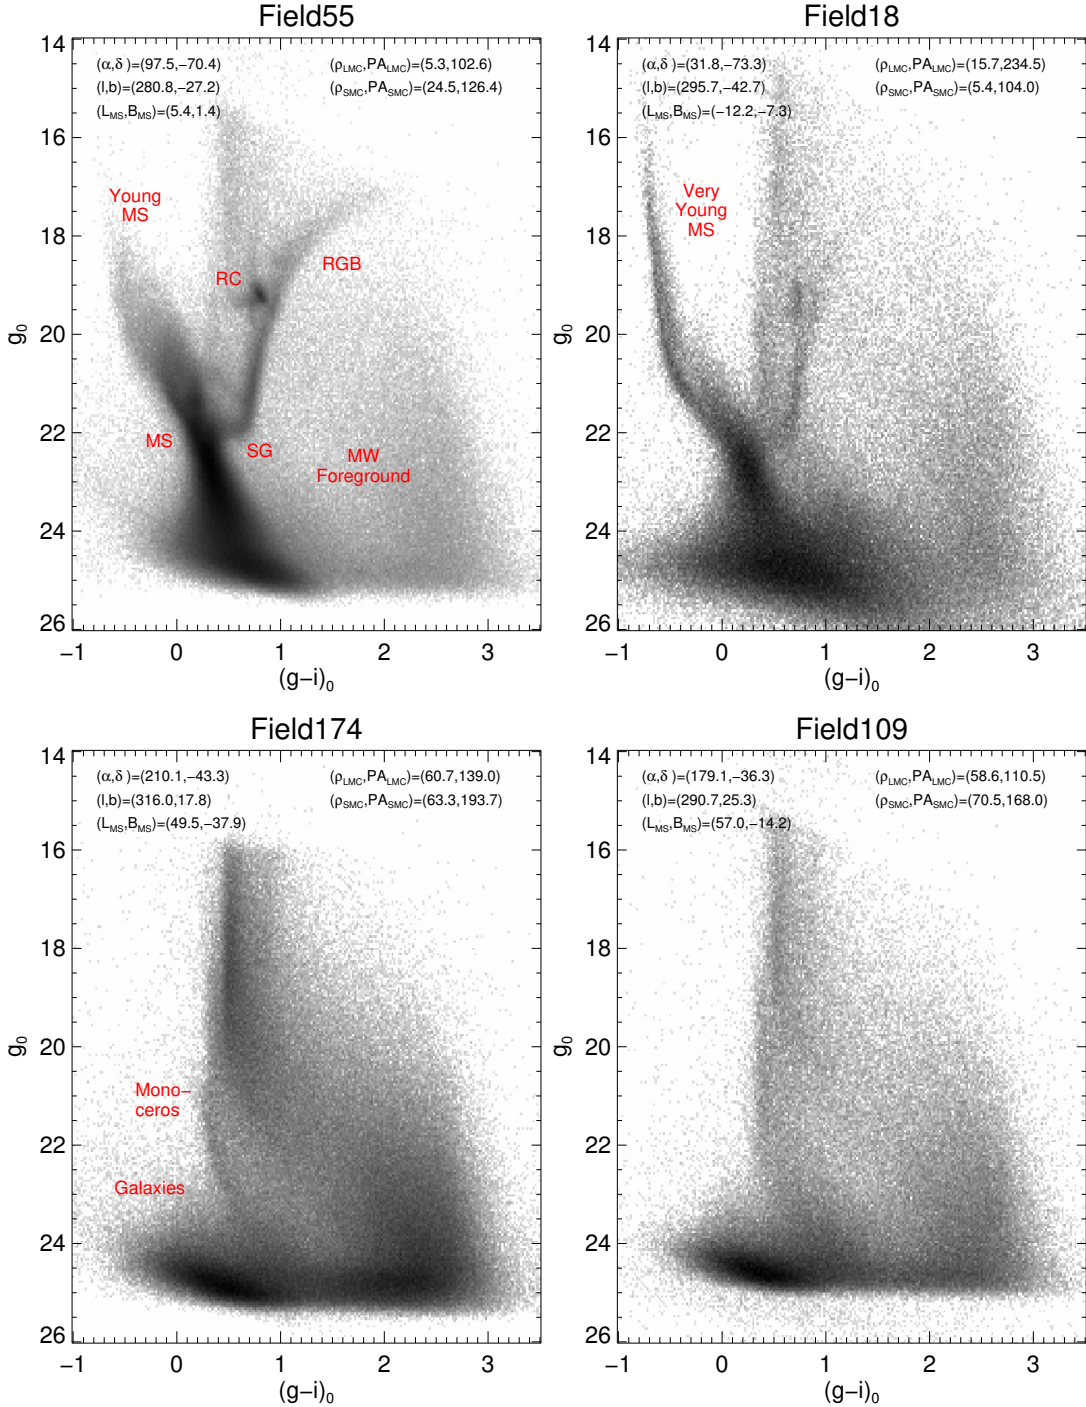 Field55
(α,δ)=(97.5,−70.4)
(ρLMC,PALMC)=(5.3,102.6)
(l,b)=(280.8,−27.2)
(ρSMC,PASMC)=(24.5,126.4)
(LMS,BMS)=(5.4,1.4)
Young
MS
RC
RGB
MS
SG
MW
Foreground
14
16
18
20
22
24
26
g0
−1 0 1 2 3
(g−i)0
Field18
(α,δ)=(31.8,−73.3)
(ρLMC,PALMC)=(15.7,234.5)
(l,b)=(295.7,−42.7)
(ρSMC,PASMC)=(5.4,104.0)
(LMS,BMS)=(−12.2,−7.3)
Very
Young
MS
14
16
18
20
22
24
26
g0
−1 0 1 2 3
(g−i)0
Field174
(α,δ)=(210.1,−43.3)
(ρLMC,PALMC)=(60.7,139.0)
(l,b)=(316.0,17.8)
(ρSMC,PASMC)=(63.3,193.7)
(LMS,BMS)=(49.5,−37.9)
Mono−
ceros
Galaxies
14
16
18
20
22
24
26
g0
−1 0 1 2 3
(g−i)0
Field109
(α,δ)=(179.1,−36.3)
(ρLMC,PALMC)=(58.6,110.5)
(l,b)=(290.7,25.3)
(ρSMC,PASMC)=(70.5,168.0)
(LMS,BMS)=(57.0,−14.2)
14
16
18
20
22
24
26
g0
−1 0 1 2 3
(g−i)0